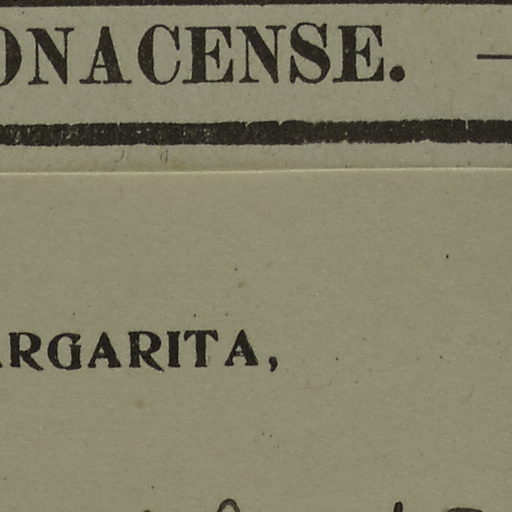 ONACENSE. —
ARGARITA,